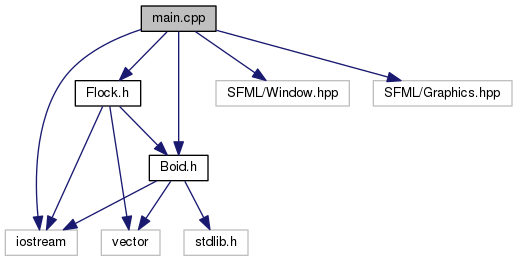 main.cpp
Flock.h
SFML/Window.hpp
SFML/Graphics.hpp
Boid.h
iostream
vector
stdlib.h